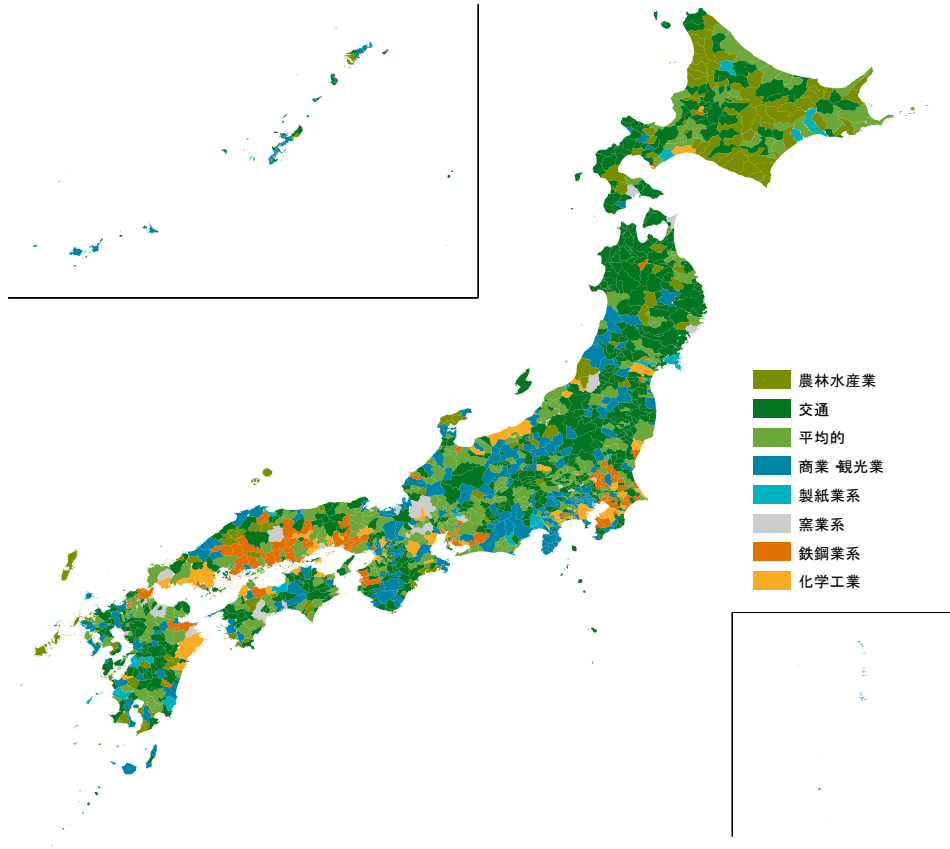 農林水産業
交通
平均的
商業・観光業
製紙業系
窯業系
鉄鋼業系
化学工業